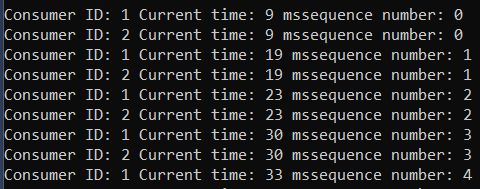 Consumer ID: 1 Current time: 9 mssequence number: 0
Consumer ID: 2 Current time: 9 mssequence number: 0
Consumer ID: 1 Current time: 19 mssequence number: 1
Consumer ID: 2 Current time: 19 mssequence number: 1
Consumer ID: 1 Current time: 23 mssequence number: 2
Consumer ID: 2 Current time: 23 mssequence number: 2
Consumer ID: 1 Current time: 30 mssequence number: 3
Consumer ID: 2 Current time: 30 mssequence number: 3
Consumer ID: 1 Current time: 33 mssequence number: 4